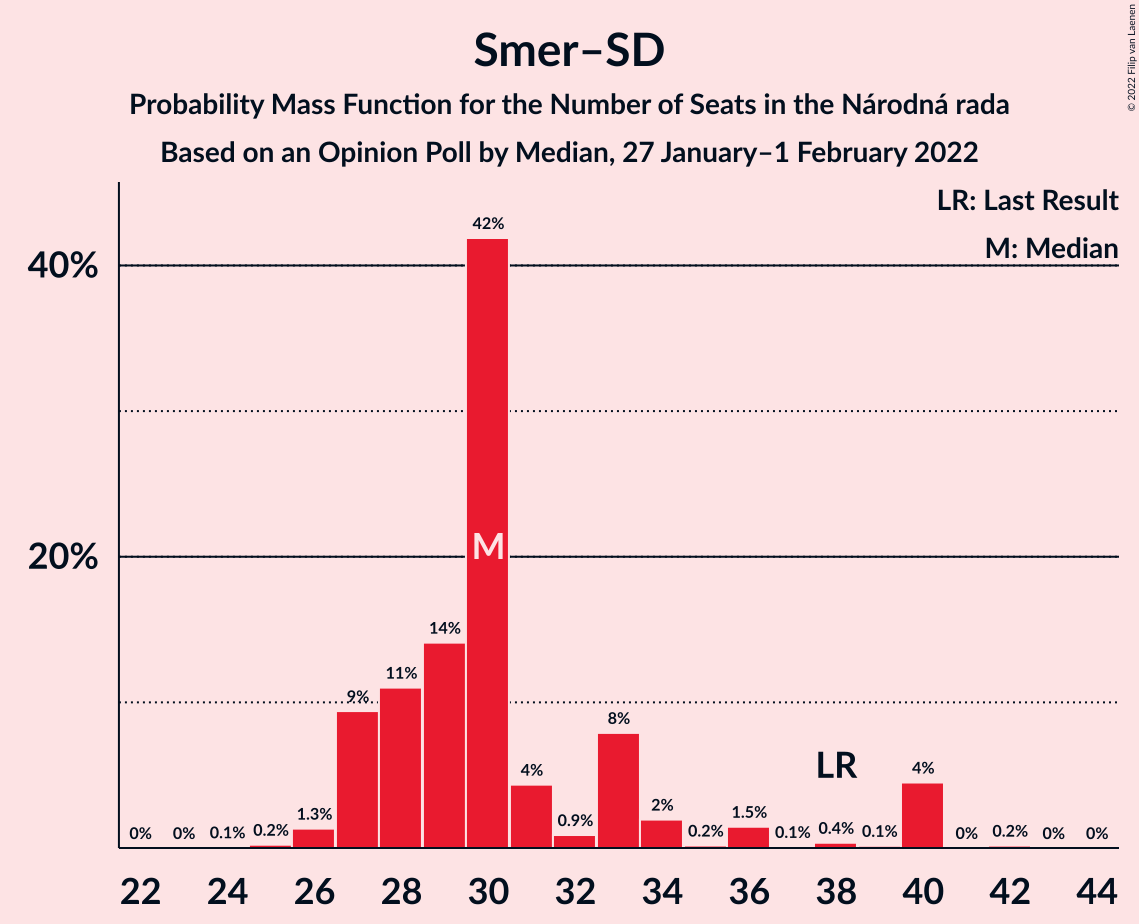 Smer–SD
Probability Mass Function for the Number of Seats in the Národná rada
Based on an Opinion Poll by Median, 27 January–1 February 2022
© 2022 Filip van Laenen
LR: Last Result
M: Median
40%
20%
0%
0%
0.1%
0.2%
1.3%
9%
11%
14%
42%
M
4%
0.9%
8%
2%
0.2%
1.5%
0.1%
LR
0.4%
0.1%
4%
0%
0.2%
0%
0%
22 24 26 28 30 32 34 36 38 40 42 44